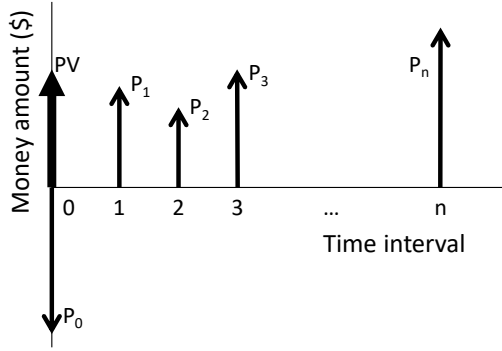 Money amount ($)
PV
P₁
P₂
P₃
Pₙ
0 1 2 3 ... n
Time interval
P₀